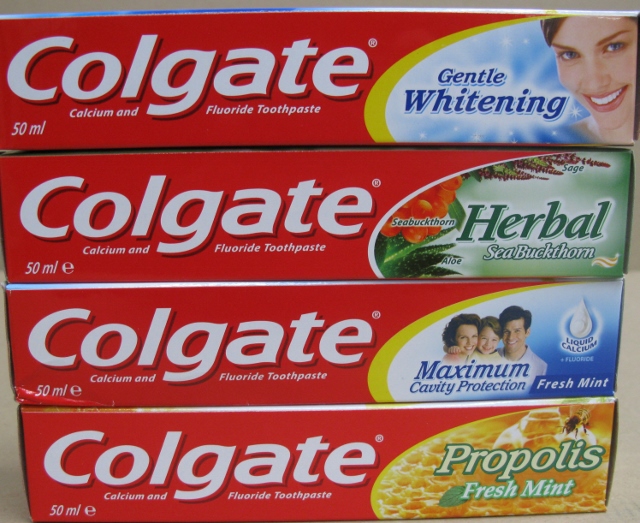 Colgate®
Calcium and Fluoride Toothpaste
50 ml
Gentle
Whitening
Colgate®
Calcium and Fluoride Toothpaste
50 ml e
Sage
Seabuckthorn
Aloe
Herbal
SeaBuckthorn
Colgate®
Calcium and Fluoride Toothpaste
50 ml e
LIQUID
CALCIUM
+ FLUORIDE
Maximum
Cavity Protection
Fresh Mint
Colgate®
Calcium and Fluoride Toothpaste
50 ml e
Propolis
Fresh Mint